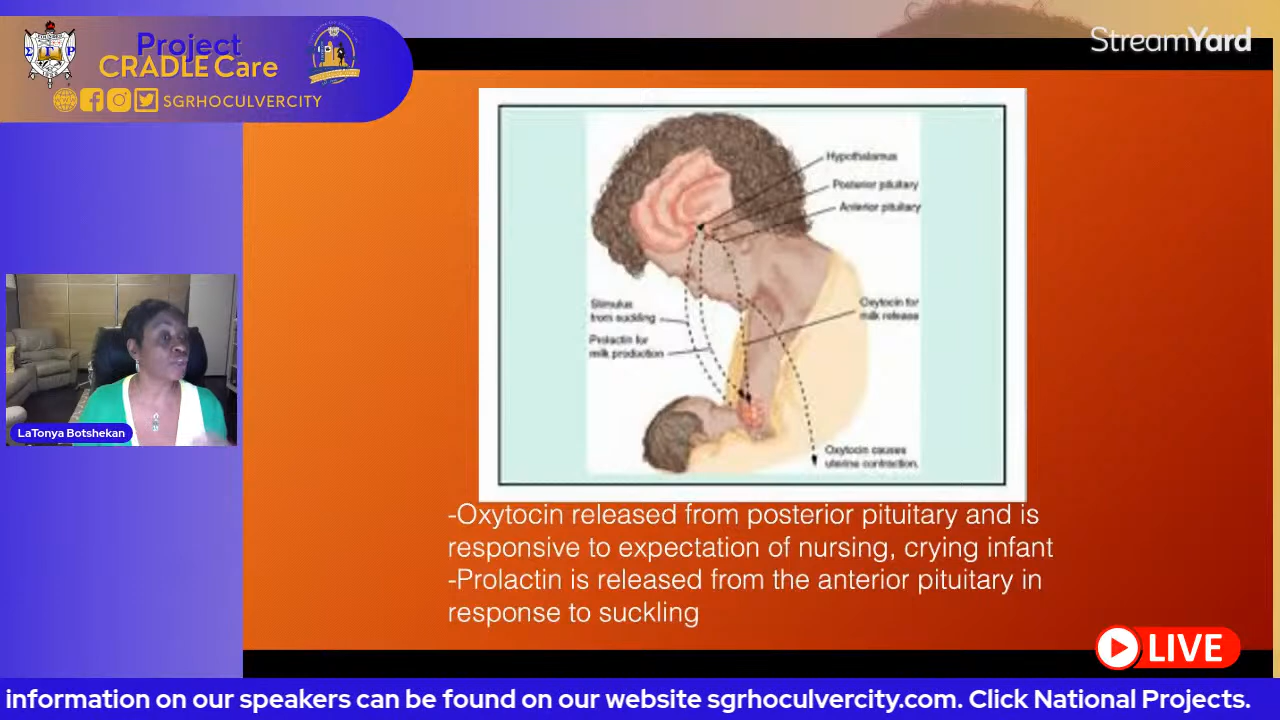 Project
CRADLE Care
SGRHOCULVERCITY
ΣΓΡ
StreamYard
Hypothalamus
Posterior pituitary
Anterior pituitary
Stimulus
from suckling
Prolactin for
milk production
Oxytocin for
milk release
Oxytocin causes
uterine contraction.
LaTonya Botshekan
-Oxytocin released from posterior pituitary and is
responsive to expectation of nursing, crying infant
-Prolactin is released from the anterior pituitary in
response to suckling
LIVE
information on our speakers can be found on our website sgrhoculvercity.com. Click National Projects.